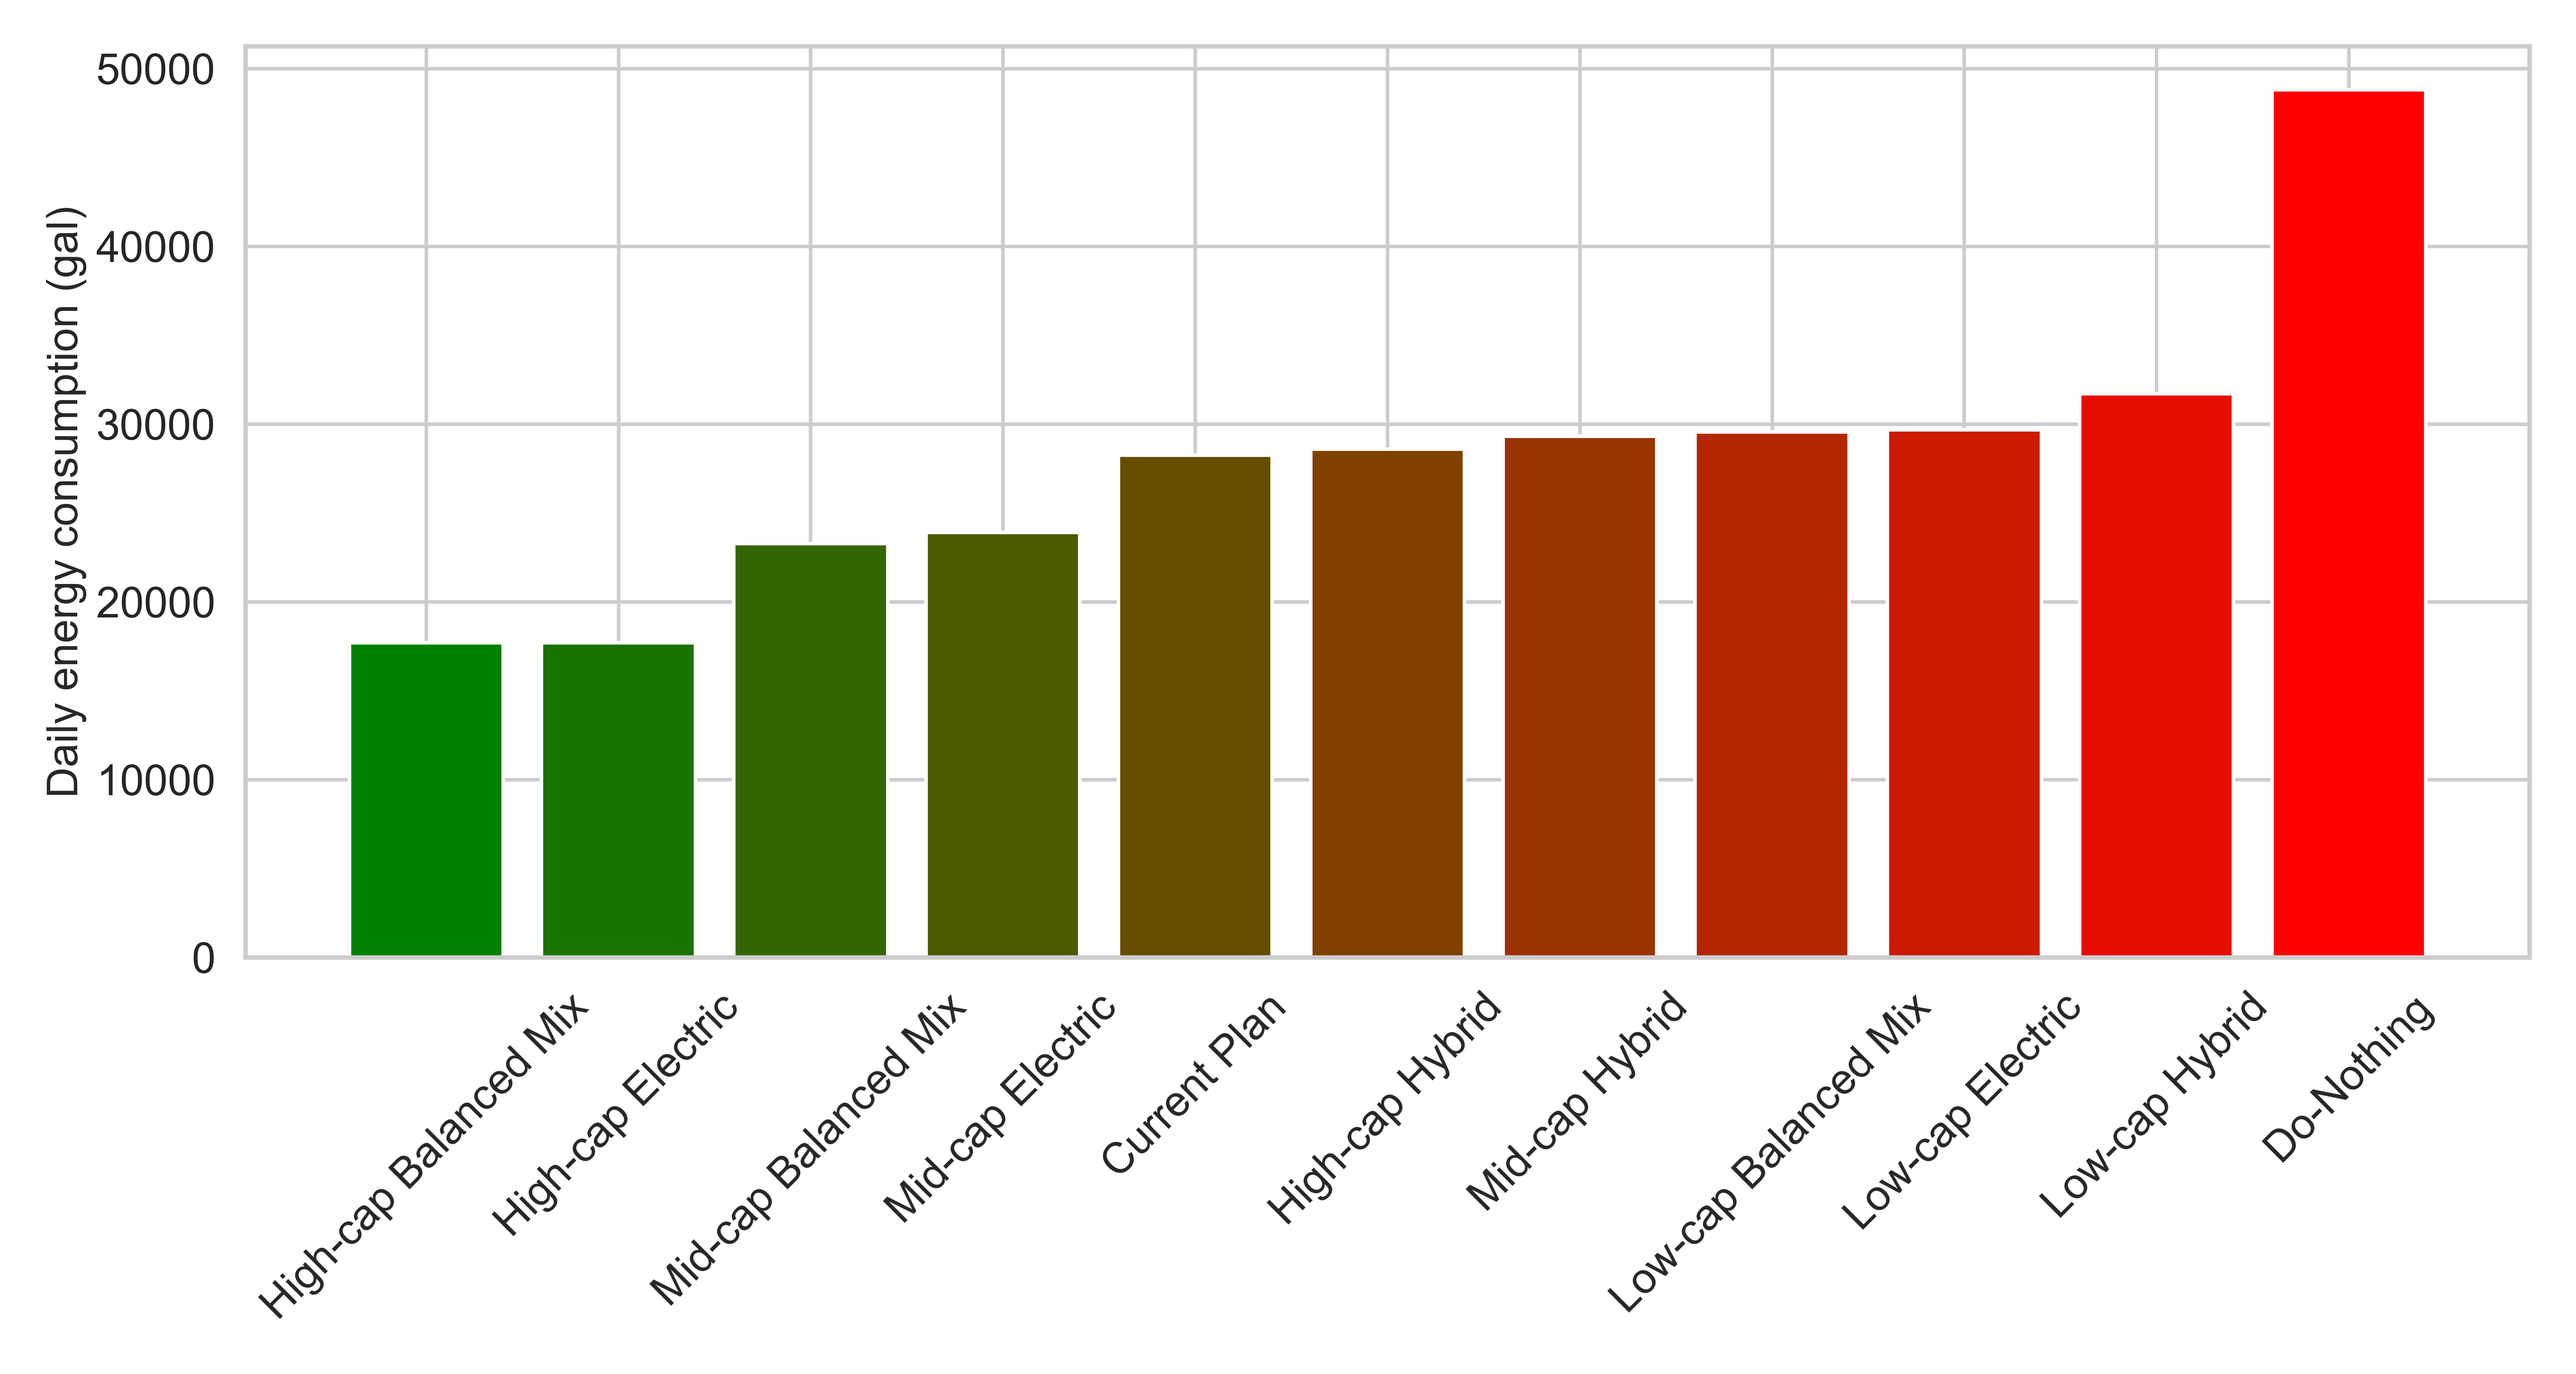 Daily energy consumption (gal)
50000
40000
30000
20000
10000
0
High-cap Balanced Mix
High-cap Electric
Mid-cap Balanced Mix
Mid-cap Electric
Current Plan
High-cap Hybrid
Mid-cap Hybrid
Low-cap Balanced Mix
Low-cap Electric
Low-cap Hybrid
Do-Nothing